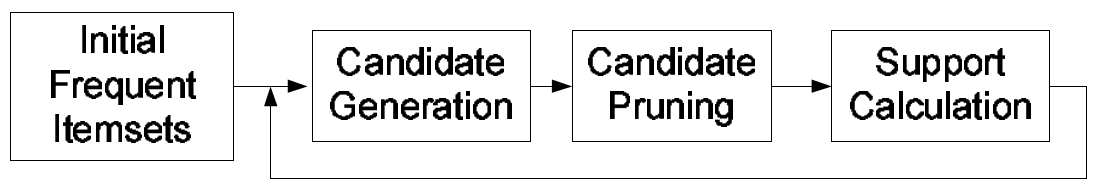 Initial
Frequent
Itemsets
Candidate
Generation
Candidate
Pruning
Support
Calculation